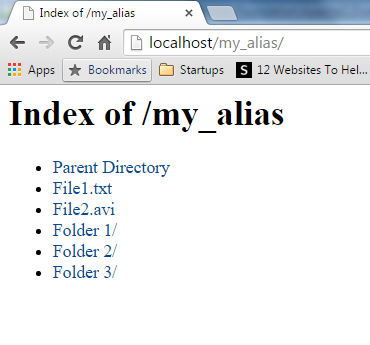 Index of /my_alias
localhost/my_alias/
Apps Bookmarks Startups S 12 Websites To Hel...
Index of /my_alias
Parent Directory
File1.txt
File2.avi
Folder 1/
Folder 2/
Folder 3/